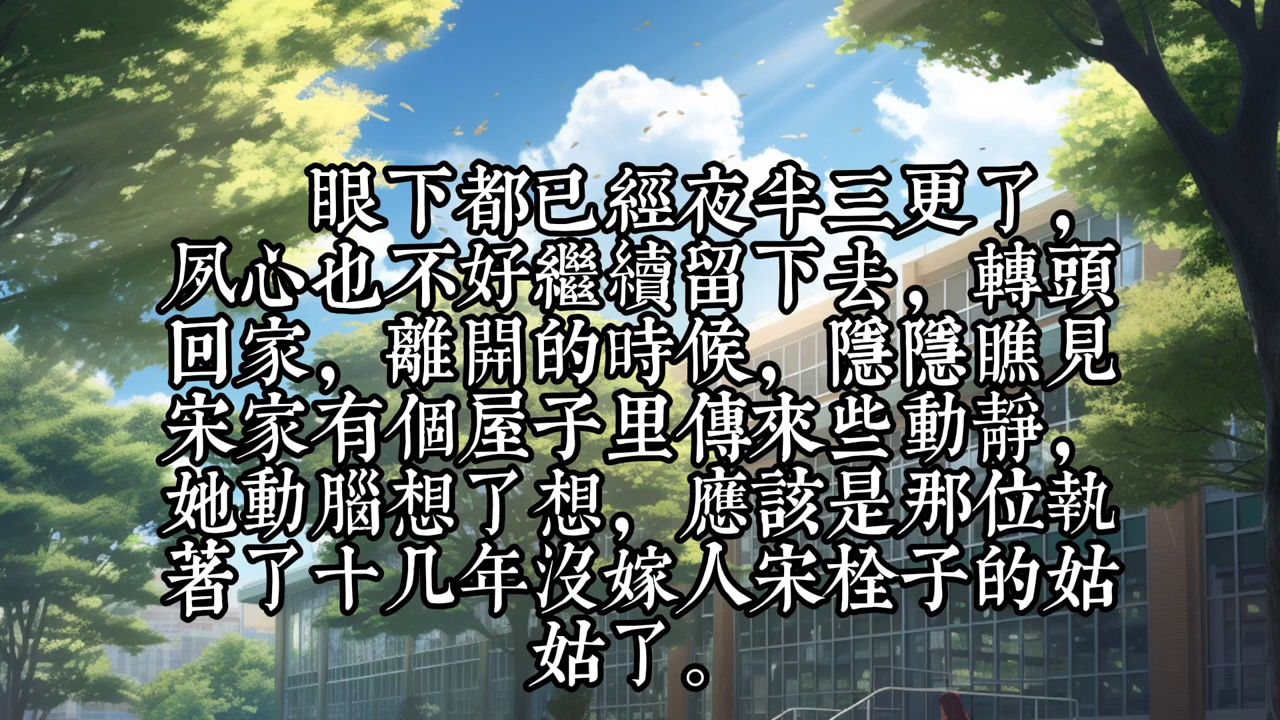 眼下都已經夜半三更了，
夙心也不好繼續留下去，轉頭
回家，離開的時候，隱隱瞧見
宋家有個屋子里傳來些動靜，
她動腦想了想，應該是那位執
著了十几年沒嫁人宋栓子的姑
姑了。